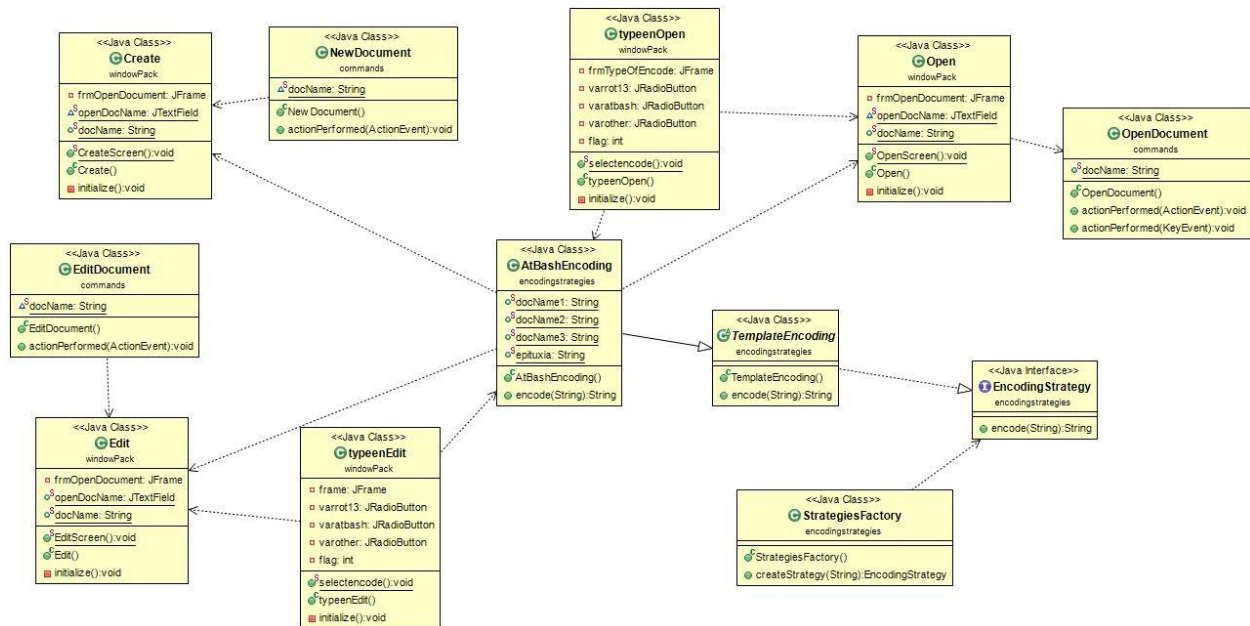 <<Java Class>>
Create
windowPack
frmOpenDocument: JFrame
openDocName: JTextField
docName: String
CreateScreen():void
Create()
initialize():void
<<Java Class>>
NewDocument
commands
docName: String
NewDocument()
actionPerformed(ActionEvent):void
<<Java Class>>
typeenOpen
windowPack
frmTypeOfEncode: JFrame
varrot13: JRadioButton
varatbash: JRadioButton
varother: JRadioButton
flag: int
selectencode():void
typeenOpen()
initialize():void
<<Java Class>>
Open
windowPack
frmOpenDocument: JFrame
openDocName: JTextField
docName: String
OpenScreen():void
Open()
initialize():void
<<Java Class>>
OpenDocument
commands
docName: String
OpenDocument()
actionPerformed(ActionEvent):void
actionPerformed(KeyEvent):void
<<Java Class>>
EditDocument
commands
docName: String
EditDocument()
actionPerformed(ActionEvent):void
<<Java Class>>
AtBashEncoding
encodingstrategies
docName1: String
docName2: String
docName3: String
epituxia: String
AtBashEncoding()
encode(String):String
<<Java Class>>
TemplateEncoding
encodingstrategies
TemplateEncoding()
encode(String):String
<<Java Interface>>
EncodingStrategy
encodingstrategies
encode(String):String
<<Java Class>>
Edit
windowPack
frmOpenDocument: JFrame
openDocName: JTextField
docName: String
EditScreen():void
Edit()
initialize():void
<<Java Class>>
typeenEdit
windowPack
frame: JFrame
varrot13: JRadioButton
varatbash: JRadioButton
varother: JRadioButton
flag: int
selectencode():void
typeenEdit()
initialize():void
<<Java Class>>
StrategiesFactory
encodingstrategies
StrategiesFactory()
createStrategy(String):EncodingStrategy